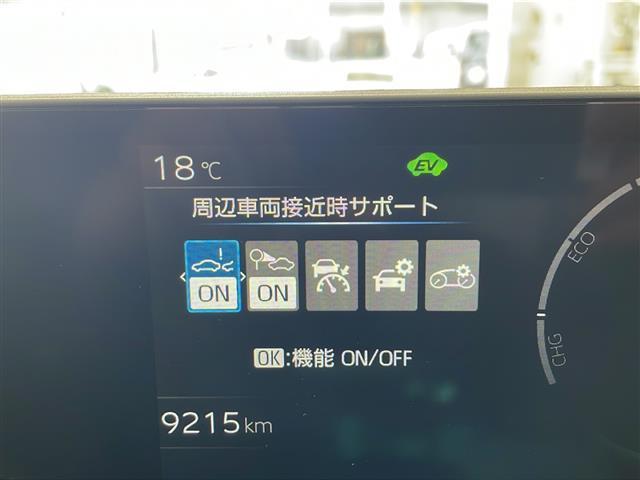 18℃ EV
周辺車両接近時サポート
ON ON
OK:機能 ON/OFF
ECO
CHG
9215km